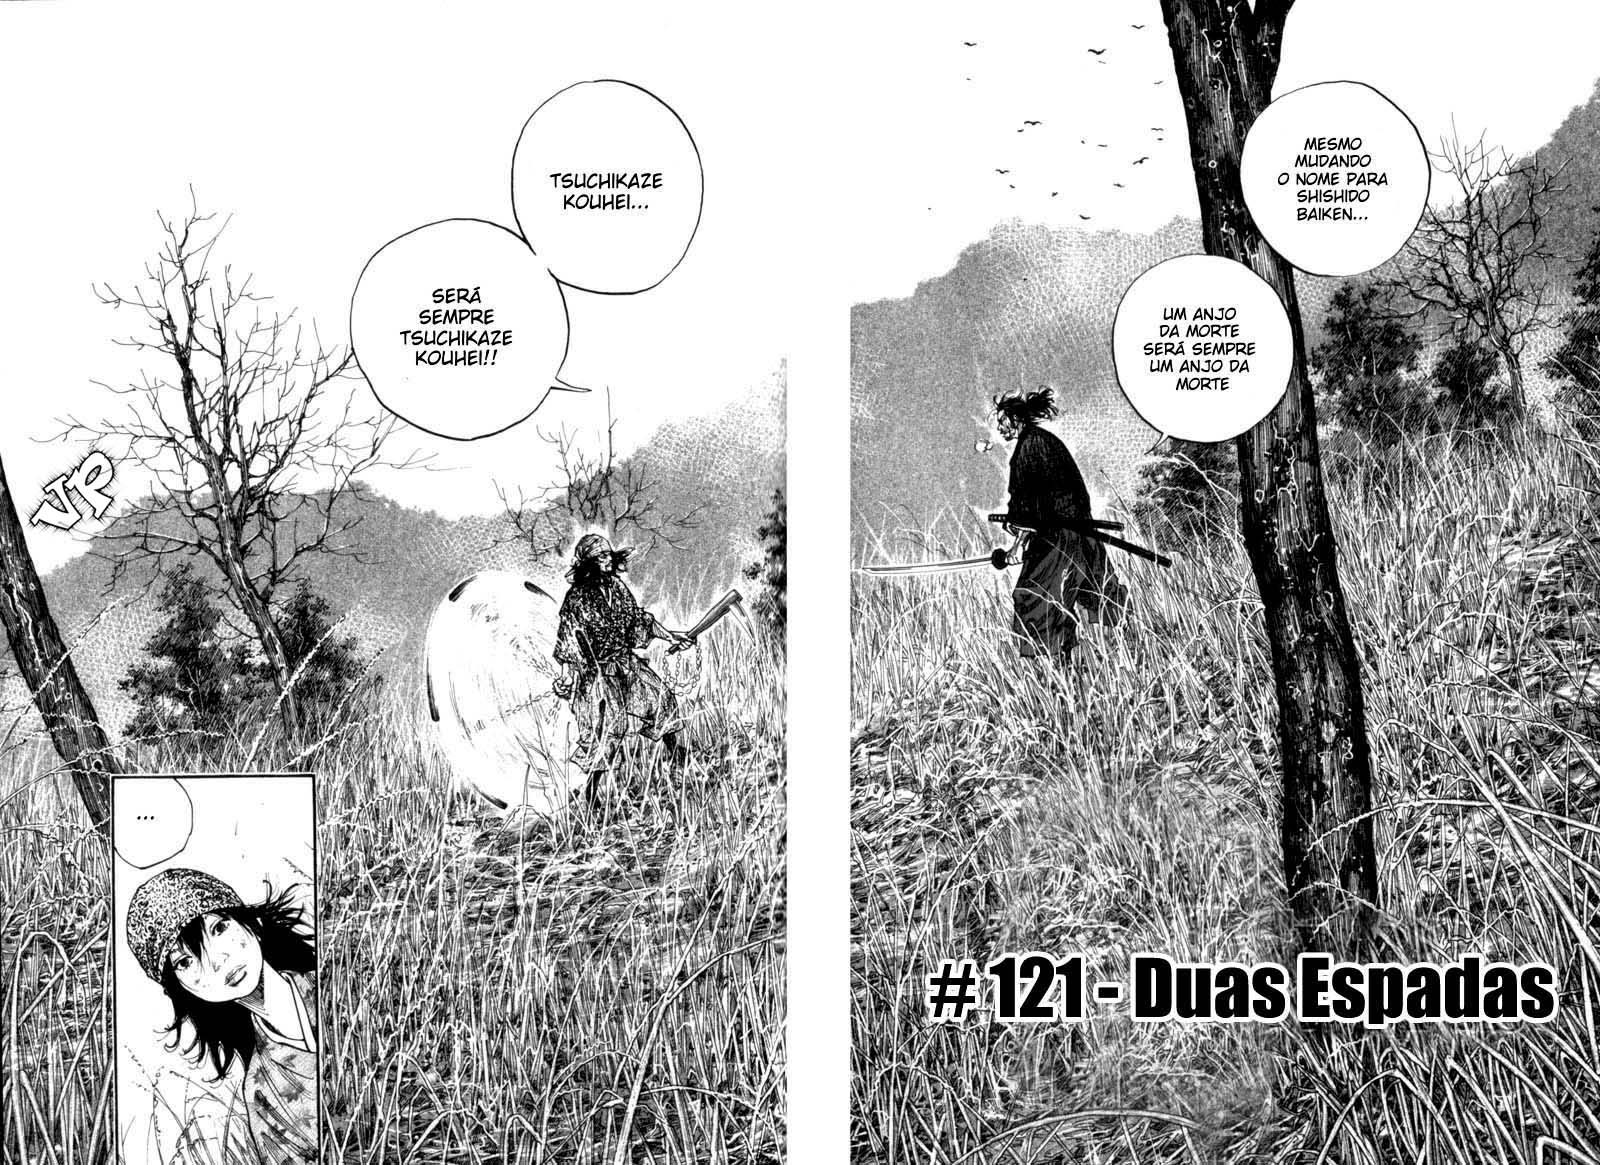 MESMO
MUDANDO
O NOME PARA
SHISHIDO
BAIKEN...
UM ANJO
DA MORTE
SERÁ SEMPRE
UM ANJO DA
MORTE
# 121 - Duas Espadas
TSUCHIKAZE
KOUHEI...
SERÁ
SEMPRE
TSUCHIKAZE
KOUHEI!!
VP
...